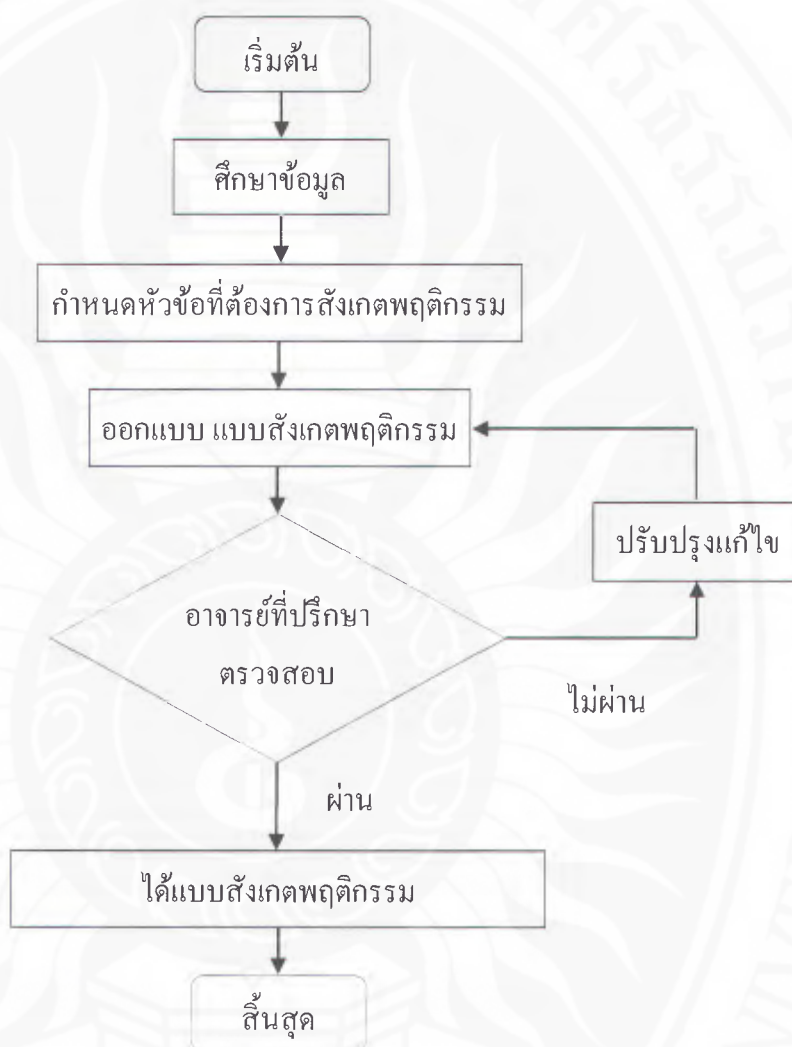 เริ่มต้น
ศึกษาข้อมูล
กำหนดหัวข้อที่ต้องการสังเกตพฤติกรรม
ออกแบบ แบบสังเกตพฤติกรรม
ปรับปรุงแก้ไข
อาจารย์ที่ปรึกษา
ตรวจสอบ
ไม่ผ่าน
ผ่าน
ได้แบบสังเกตพฤติกรรม
สิ้นสุด